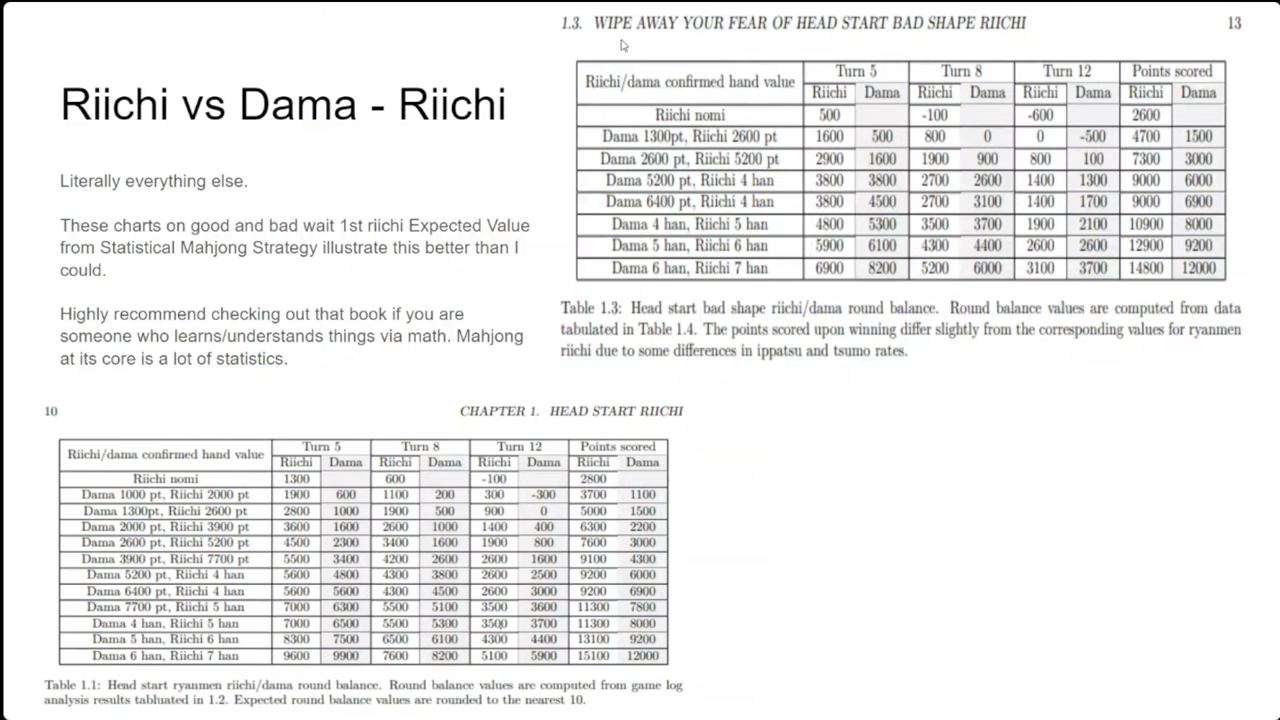 Riichi vs Dama - Riichi
Literally everything else.
These charts on good and bad wait 1st riichi Expected Value
from Statistical Mahjong Strategy illustrate this better than I
could.
Highly recommend checking out that book if you are
someone who learns/understands things via math. Mahjong
at its core is a lot of statistics.
1.3. WIPE AWAY YOUR FEAR OF HEAD START BAD SHAPE RIICHI 13
Riichi/dama confirmed hand value Turn 5 Turn 8 Turn 12 Points scored
Riichi Dama Riichi Dama Riichi Dama Riichi Dama
Riichi nomi 500 -100 -600 2600
Dama 1300pt, Riichi 2600 pt 1600 500 800 0 0 -500 4700 1500
Dama 2600 pt, Riichi 5200 pt 2900 1600 1900 900 800 100 7300 3000
Dama 5200 pt, Riichi 4 han 3800 3800 2700 2600 1400 1300 9000 6000
Dama 6400 pt, Riichi 4 han 3800 4500 2700 3100 1400 1700 9000 6900
Dama 4 han, Riichi 5 han 4800 5300 3500 3700 1900 2100 10900 8000
Dama 5 han, Riichi 6 han 5900 6100 4300 4400 2600 2600 12900 9200
Dama 6 han, Riichi 7 han 6900 8200 5200 6000 3100 3700 14800 12000
Table 1.3: Head start bad shape riichi/dama round balance. Round balance values are computed from data
tabulated in Table 1.4. The points scored upon winning differ slightly from the corresponding values for ryanmen
riichi due to some differences in ippatsu and tsumo rates.
10 CHAPTER 1. HEAD START RIICHI
Riichi/dama confirmed hand value Turn 5 Turn 8 Turn 12 Points scored
Riichi Dama Riichi Dama Riichi Dama Riichi Dama
Riichi nomi 1300 600 -100 2800
Dama 1000 pt, Riichi 2000 pt 1900 600 1100 200 300 -300 3700 1100
Dama 1300pt, Riichi 2600 pt 2800 1000 1900 500 900 0 5000 1500
Dama 2000 pt, Riichi 3900 pt 3600 1600 2600 1000 1400 400 6300 2200
Dama 2600 pt, Riichi 5200 pt 4500 2300 3400 1600 1900 800 7600 3000
Dama 3900 pt, Riichi 7700 pt 5500 3400 4200 2600 2600 1600 9100 4300
Dama 5200 pt, Riichi 4 han 5600 4800 4300 3800 2600 2500 9200 6000
Dama 6400 pt, Riichi 4 han 5600 5600 4300 4500 2600 3000 9200 6900
Dama 7700 pt, Riichi 5 han 7000 6300 5500 5100 3500 3600 11300 7800
Dama 4 han, Riichi 5 han 7000 6500 5500 5300 3500 3700 11300 8000
Dama 5 han, Riichi 6 han 8300 7500 6500 6100 4300 4400 13100 9200
Dama 6 han, Riichi 7 han 9600 9900 7600 8200 5100 5900 15100 12000
Table 1.1: Head start ryanmen riichi/dama round balance. Round balance values are computed from game log
analysis results tabluated in 1.2. Expected round balance values are rounded to the nearest 10.